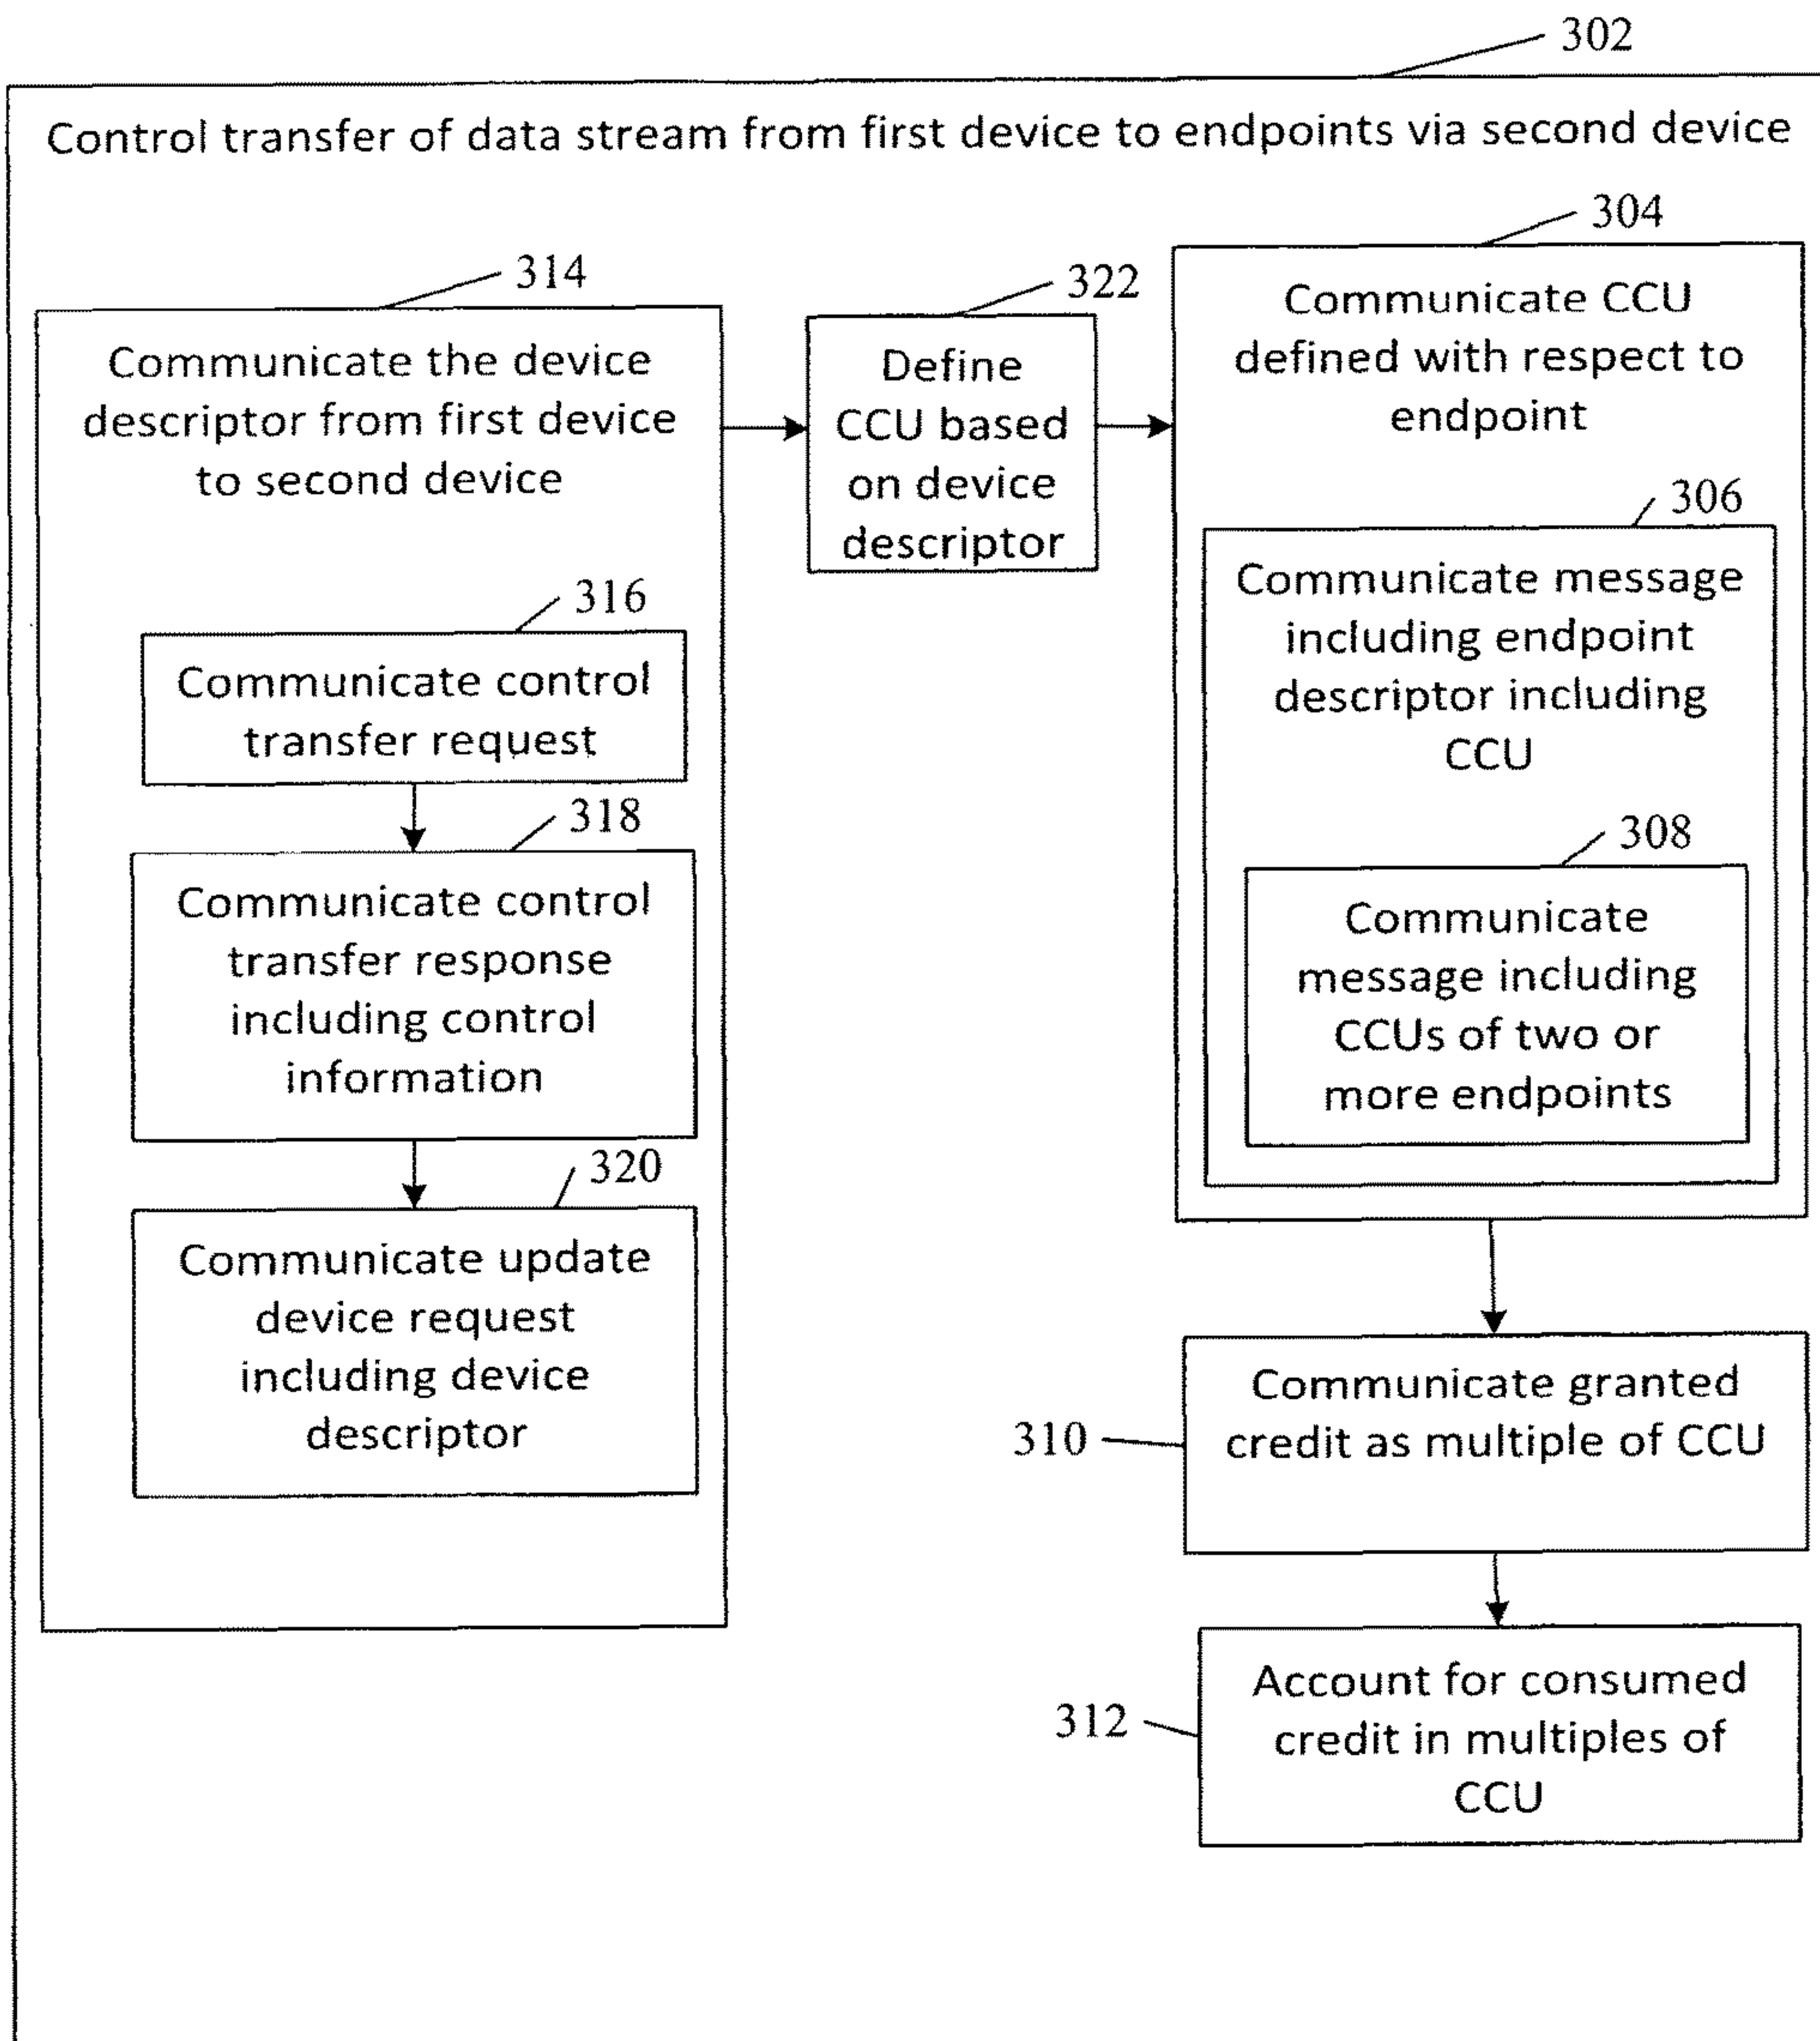 302
Control transfer of data stream from first device to endpoints via second device
314
Communicate the device
descriptor from first device
to second device
316
Communicate control
transfer request
318
Communicate control
transfer response
including control
information
320
Communicate update
device request
including device
descriptor
322
Define
CCU based
on device
descriptor
304
Communicate CCU
defined with respect to
endpoint
306
Communicate message
including endpoint
descriptor including
CCU
308
Communicate
message including
CCUs of two or
more endpoints
310
Communicate granted
credit as multiple of CCU
312
Account for consumed
credit in multiples of
CCU